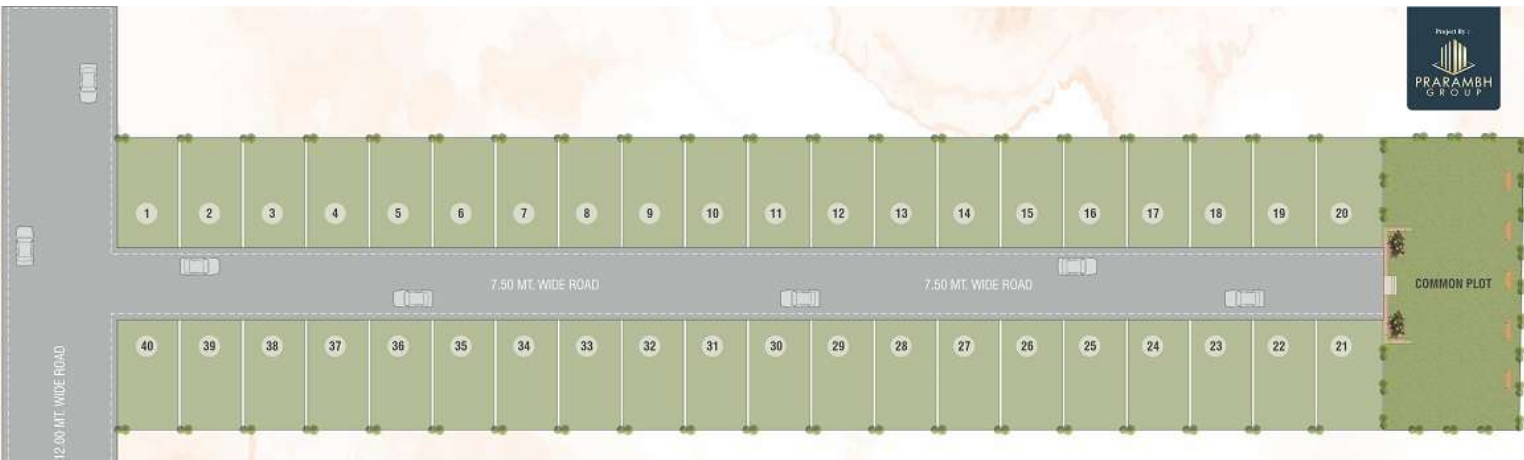 Project By :
PRARAMBH
GROUP
1 2 3 4 5 6 7 8 9 10 11 12 13 14 15 16 17 18 19 20
7.50 MT. WIDE ROAD 7.50 MT. WIDE ROAD
COMMON PLOT
40 39 38 37 36 35 34 33 32 31 30 29 28 27 26 25 24 23 22 21
12.00 MT. WIDE ROAD